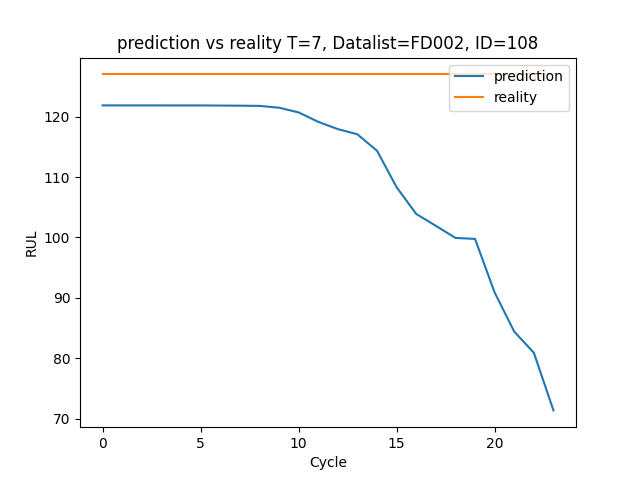 prediction vs reality T=7, Datalist=FD002, ID=108
prediction
reality
120
110
100
90
80
70
RUL
0 5 10 15 20
Cycle